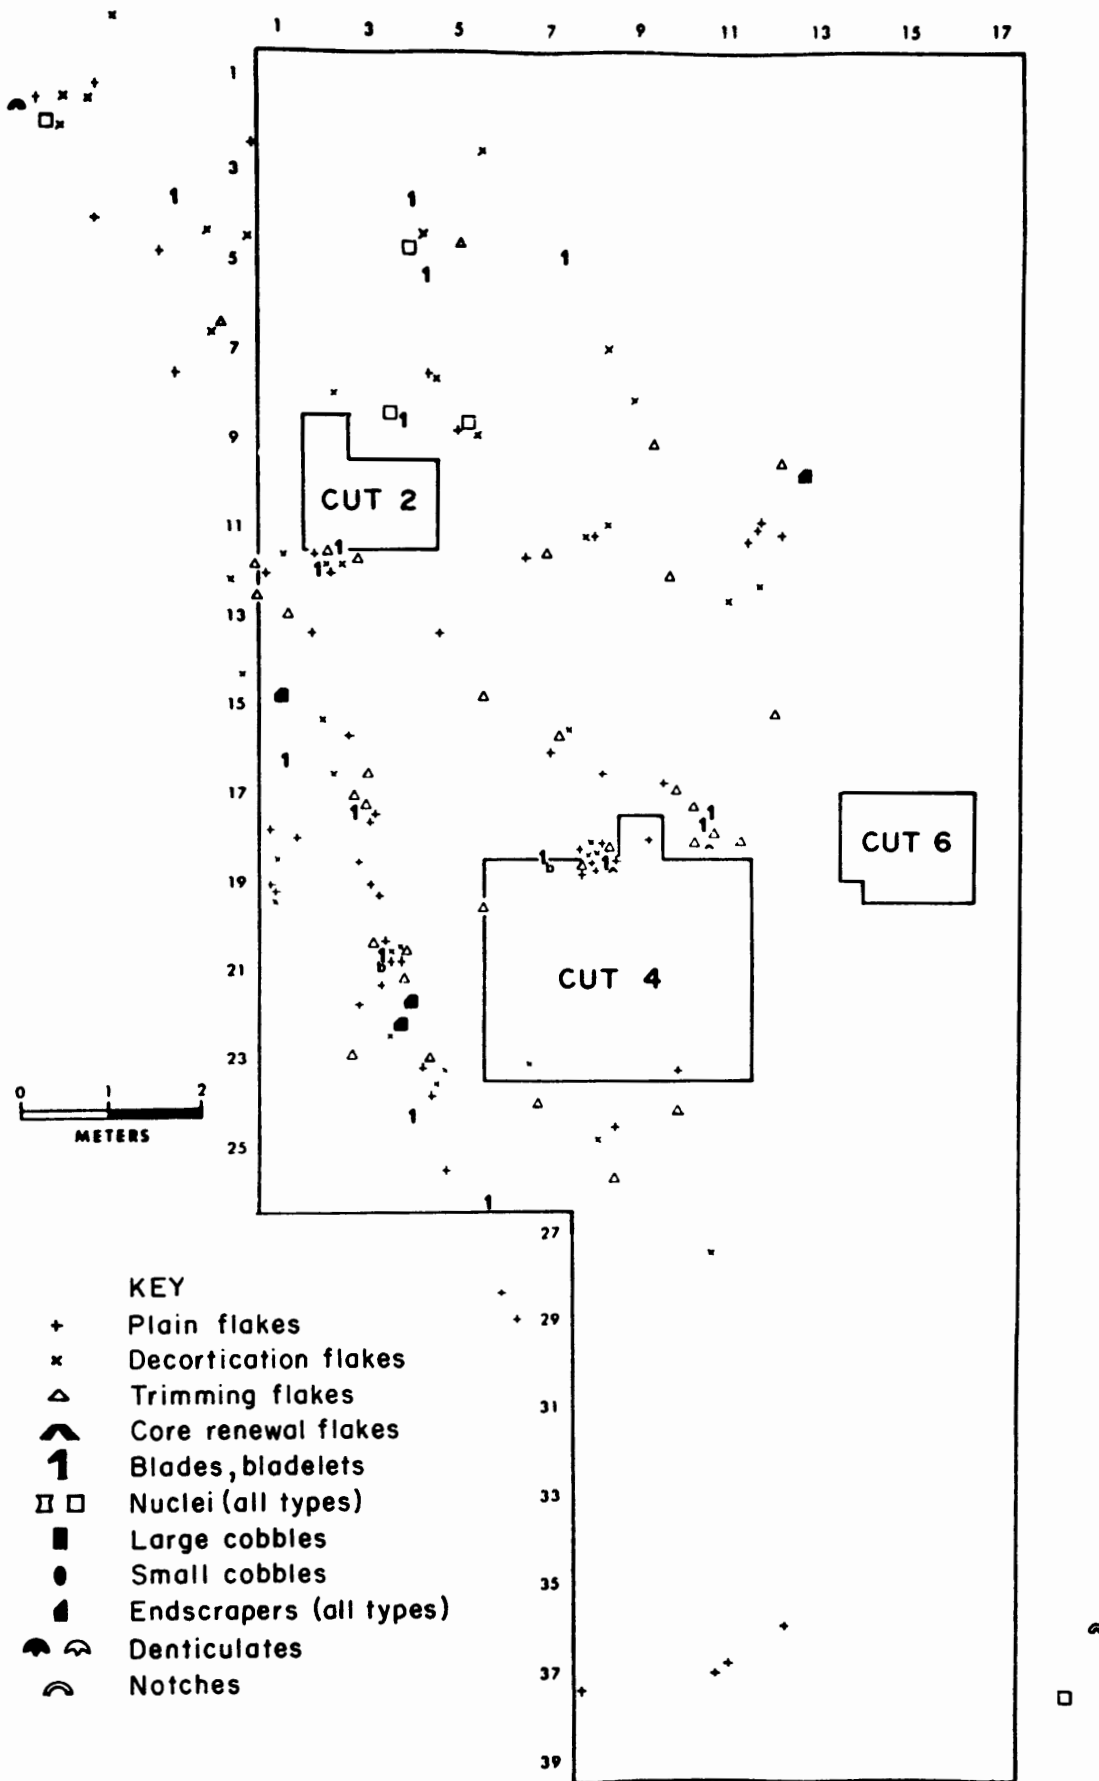 1 3 5 7 9 11 13 15 17
1
3
5
7
9
CUT 2
11
13
15
17
CUT 6
19
21
CUT 4
23
0 1 2
METERS
25
27
KEY
Plain flakes
29
Decortication flakes
Trimming flakes
31
Core renewal flakes
1 Blades, bladelets
Nuclei (all types)
33
Large cobbles
Small cobbles
35
Endscrapers (all types)
Denticulates
37
Notches
39